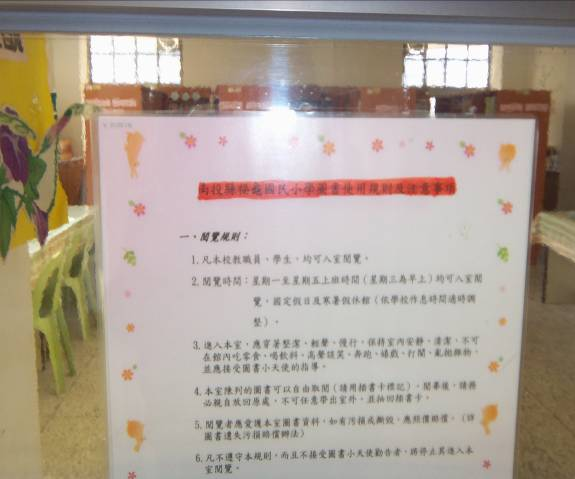 南投縣德龜國民小學圖書使用規則及注意事項
一、閱覽規則：
1.凡本校教職員、學生，均可入室閱覽。
2.閱覽時間：星期一至星期五上班時間（星期三為早上）均可入室閱
覽，國定假日及寒暑假休館（依學校作息時間適時調
整）。
3.進入本室，應穿著整潔、輕聲、慢行，保持室內安靜、清潔，不可
在館內吃零食、喝飲料、高聲談笑、奔跑、嬉戲、打鬧、亂拋雜物，
並應接受圖書小天使的指導。
4.本室陳列的圖書可以自由取閱（請用插書卡標記），閱畢後，請務
必親自放回原處，不可任意帶出室外，並抽回插書卡。
5.閱覽者應愛護本室圖書資料，如有污損或撕毀，應照價賠償。（詳
圖書遺失污損賠償辦法）
6.凡不遵守本規則，而且不接受圖書小天使勸告者，將停止其進入本
室閱覽。